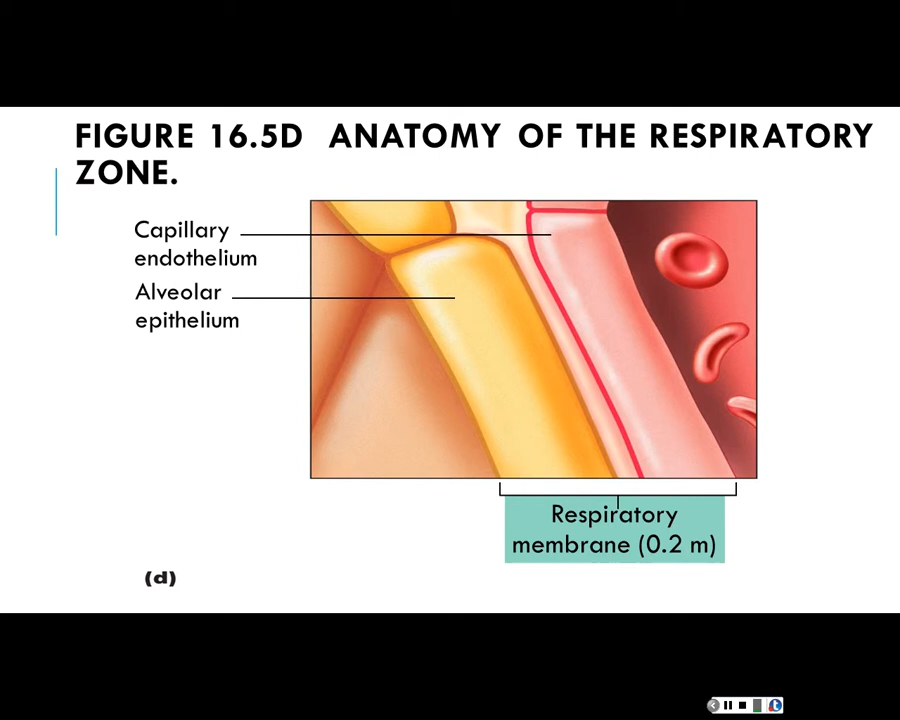 FIGURE 16.5D ANATOMY OF THE RESPIRATORY
ZONE.
Capillary
endothelium
Alveolar
epithelium
Respiratory
membrane (0.2 m)
(d)